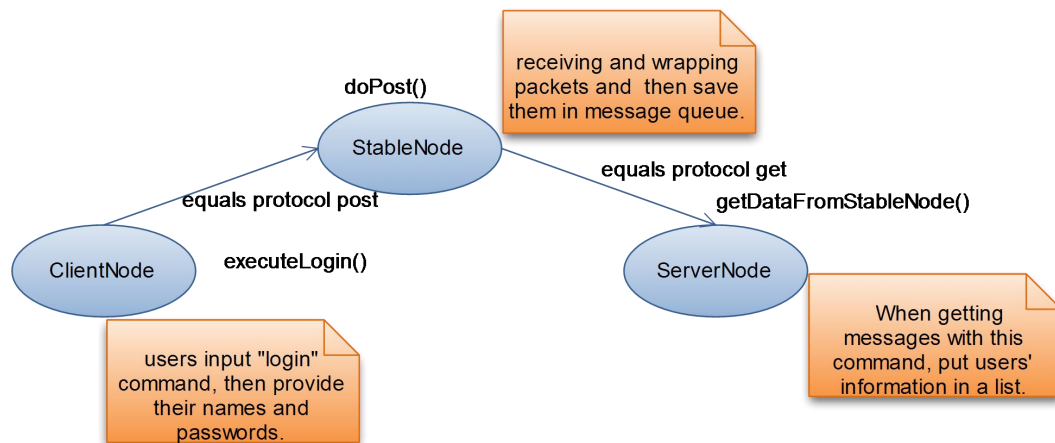 receiving and wrapping
packets and then save
them in message queue.
doPost()
StableNode
equals protocol get
equals protocol post
getDataFromStableNode()
ClientNode
executeLogin()
ServerNode
users input "login"
command, then provide
their names and
passwords.
When getting
messages with this
command, put users'
information in a list.